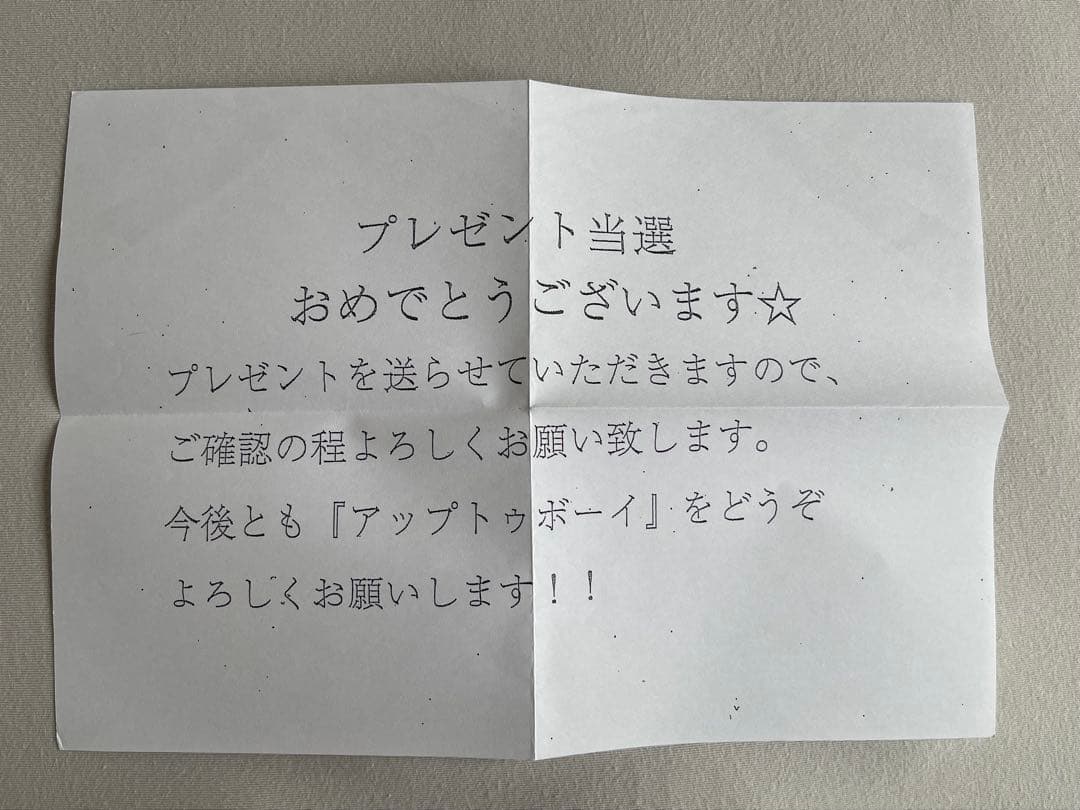 プレゼント当選
おめでとうございます☆
プレゼントを送らせていただきますので、
ご確認の程よろしくお願い致します。
今後とも『アップトゥボーイ』をどうぞ
よろしくお願いします！！